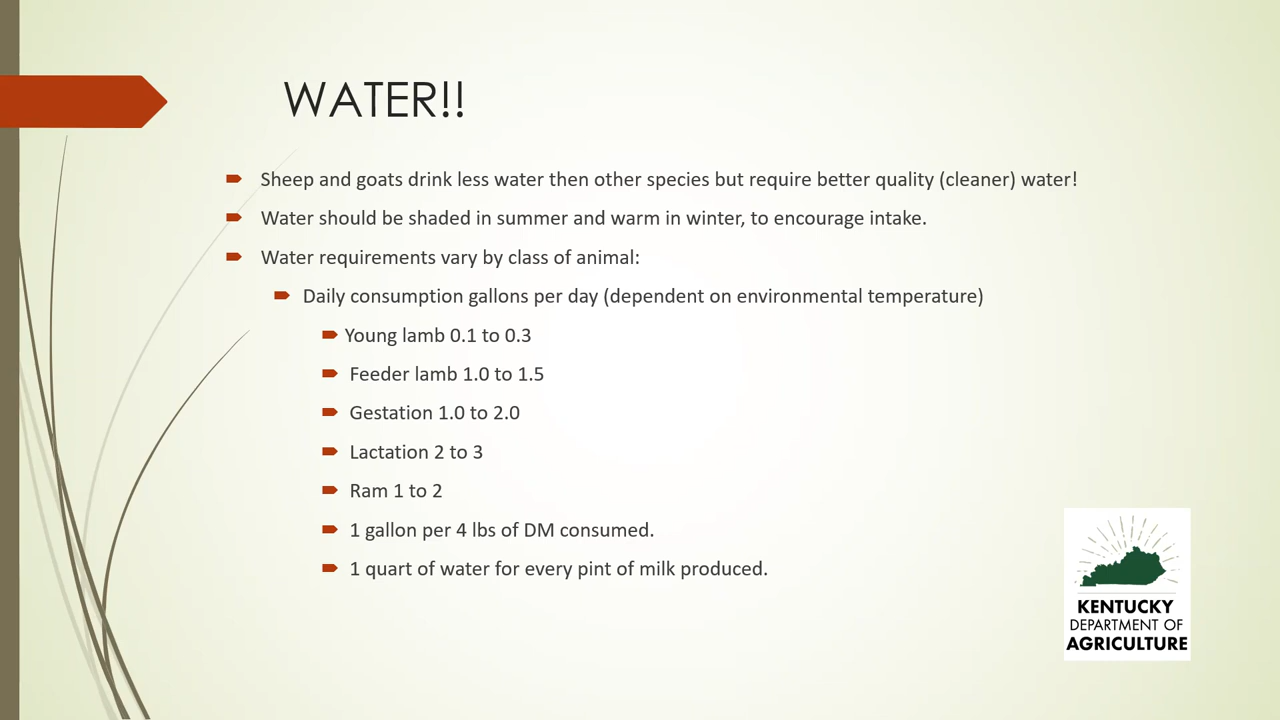 WATER!!
Sheep and goats drink less water then other species but require better quality (cleaner) water!
Water should be shaded in summer and warm in winter, to encourage intake.
Water requirements vary by class of animal:
Daily consumption gallons per day (dependent on environmental temperature)
Young lamb 0.1 to 0.3
Feeder lamb 1.0 to 1.5
Gestation 1.0 to 2.0
Lactation 2 to 3
Ram 1 to 2
1 gallon per 4 lbs of DM consumed.
1 quart of water for every pint of milk produced.
KENTUCKY
DEPARTMENT OF
AGRICULTURE